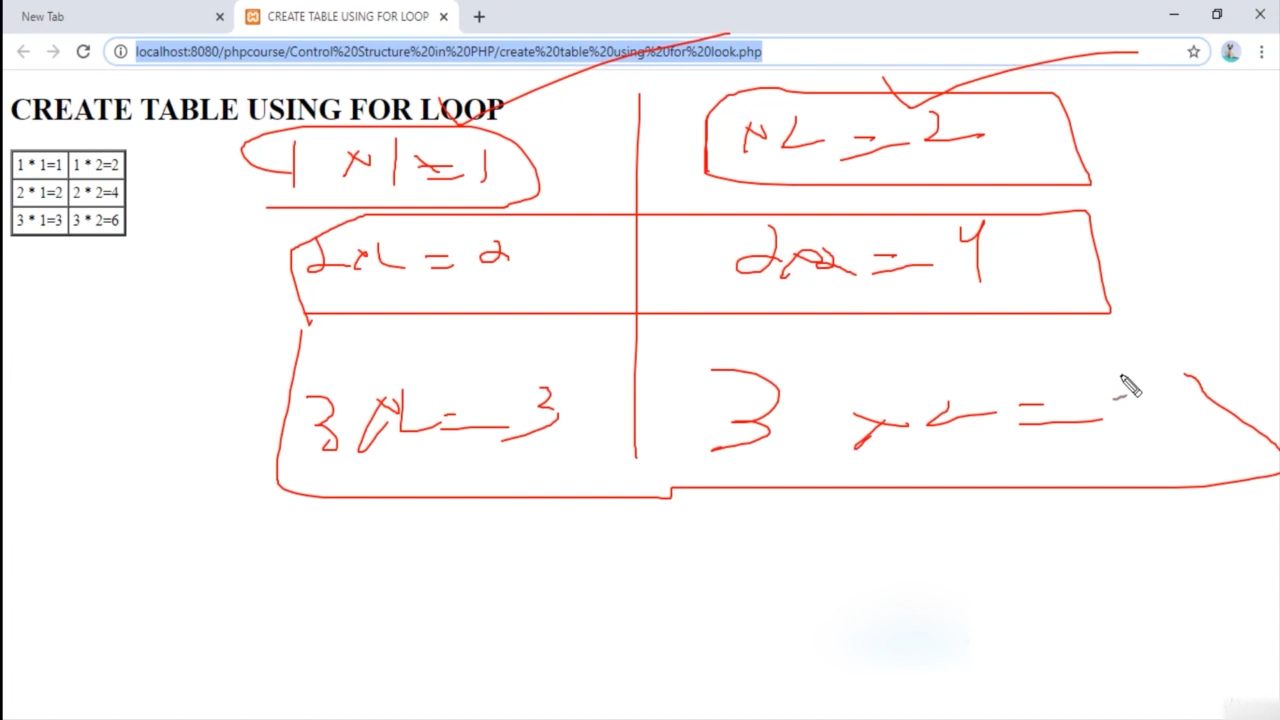 New Tab
CREATE TABLE USING FOR LOOP
localhost:8080/phpcourse/Control%20Structure%20in%20PHP/create%20table%20using%20for%20look.php
CREATE TABLE USING FOR LOOP
1 * 1=1 1 * 2=2
2 * 1=2 2 * 2=4
3 * 1=3 3 * 2=6
1 × 1 = 1
= 2
2 × 1 = 2 2 × 2 = 4
3 × 1 = 3 3 × =